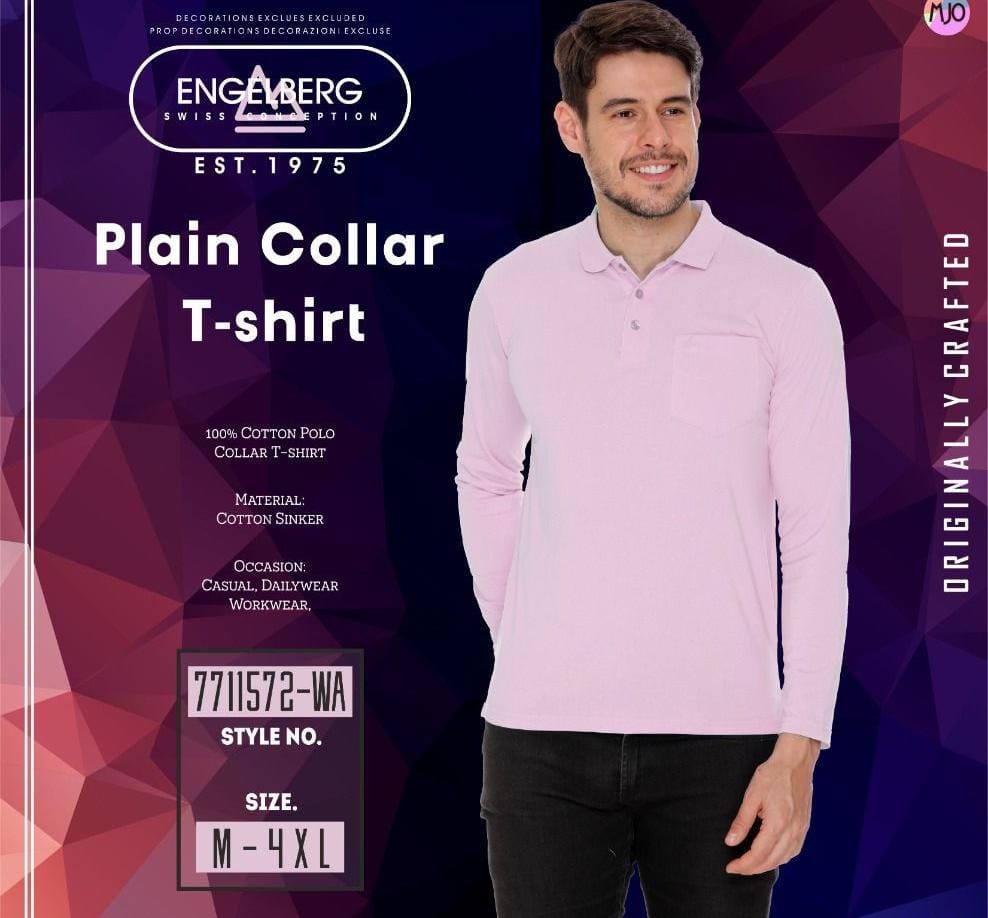 DECORATIONS EXCLUES EXCLUDED
PROP DECORATIONS DECORAZIONI EXCLUSE
ENGELBERG
SWISS CONCEPTION
EST.1975
MJO
Plain Collar
T-shirt
100% Cotton Polo
Collar T-shirt
Material:
Cotton Sinker
Occasion:
Casual, Dailywear
Workwear,
7711572-WA
STYLE NO.
SIZE.
M - 4XL
ORIGINALLY CRAFTED